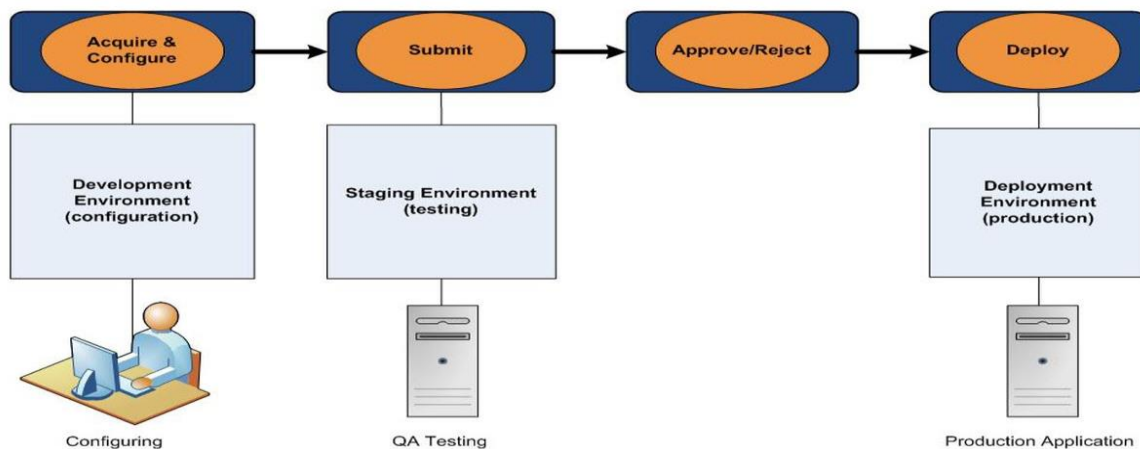 Acquire &
Configure
Submit
Approve/Reject
Deploy
Development
Environment
(configuration)
Staging Environment
(testing)
Deployment
Environment
(production)
Configuring
QA Testing
Production Application